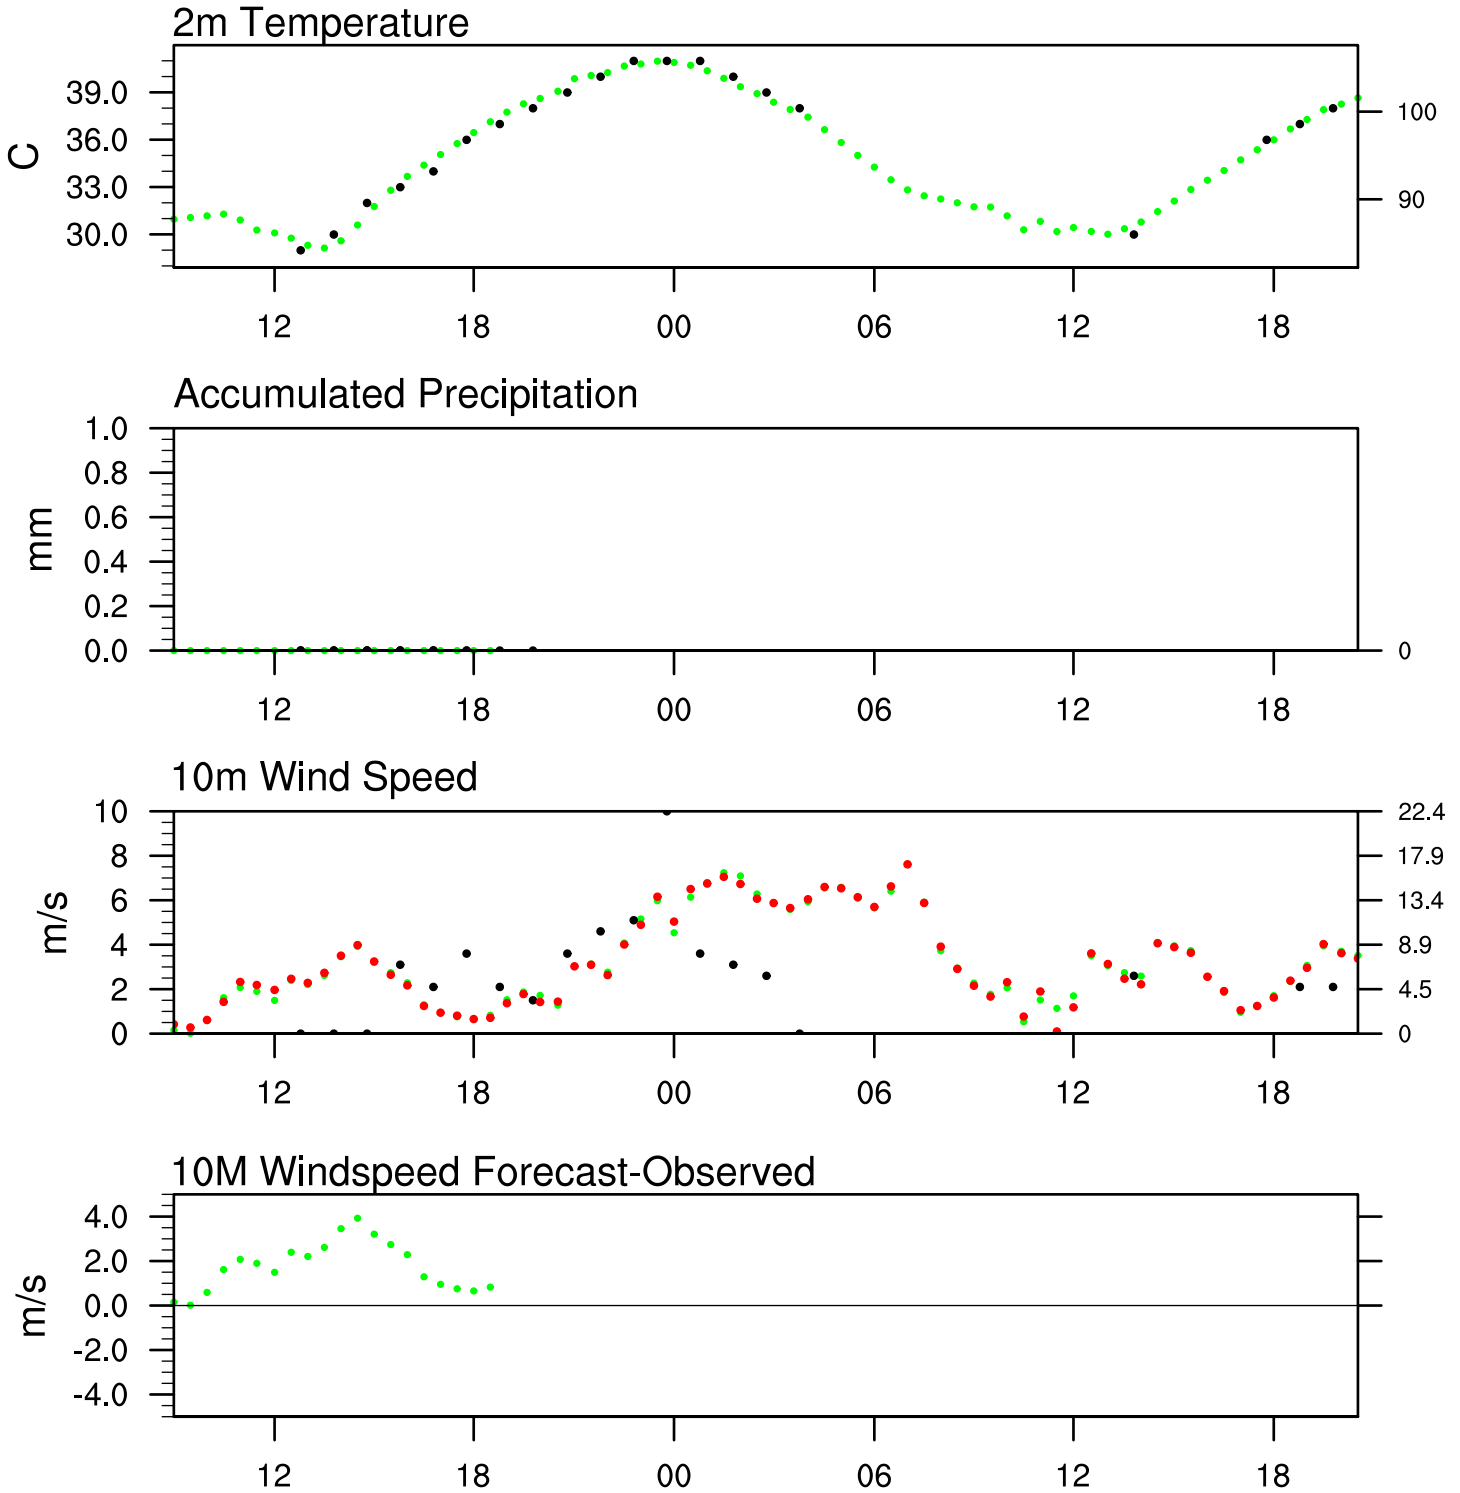 2m Temperature
39.0
36.0
33.0
30.0
C
100
90
12 18 00 06 12 18
Accumulated Precipitation
1.0
0.8
0.6
0.4
0.2
0.0
mm
0
12 18 00 06 12 18
10m Wind Speed
10
8
6
4
2
0
m/s
22.4
17.9
13.4
8.9
4.5
0
12 18 00 06 12 18
10M Windspeed Forecast-Observed
4.0
2.0
0.0
-2.0
-4.0
m/s
12 18 00 06 12 18